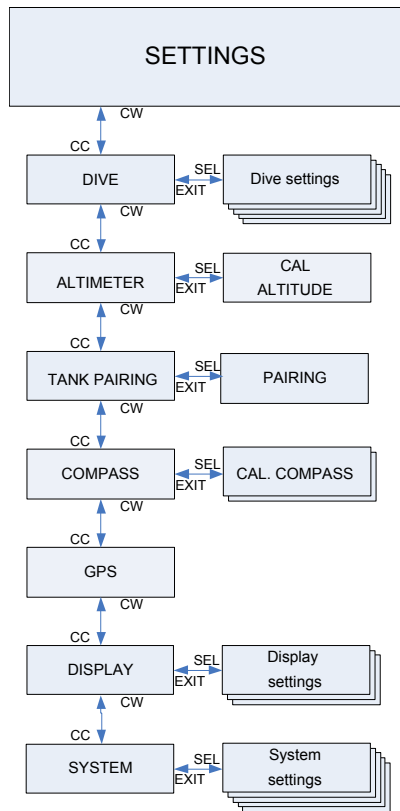 SETTINGS
CW
CC
SEL
DIVE
Dive settings
EXIT
CW
CC
SEL
ALTIMETER
CAL
ALTITUDE
EXIT
CW
CC
SEL
TANK PAIRING
PAIRING
EXIT
CW
CC
SEL
COMPASS
CAL. COMPASS
EXIT
CW
CC
GPS
CW
CC
SEL
DISPLAY
Display
settings
EXIT
CW
CC
SEL
SYSTEM
System
settings
EXIT